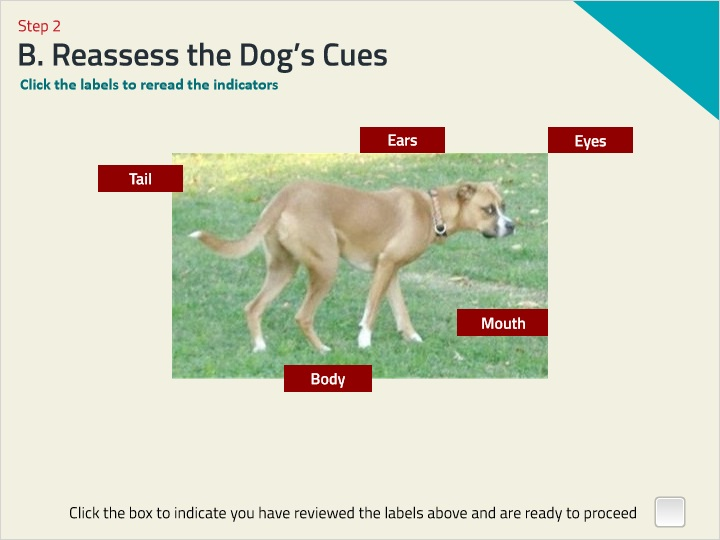 Step 2
B. Reassess the Dog’s Cues
Click the labels to reread the indicators
Ears
Eyes
Tail
Mouth
Body
Click the box to indicate you have reviewed the labels above and are ready to proceed